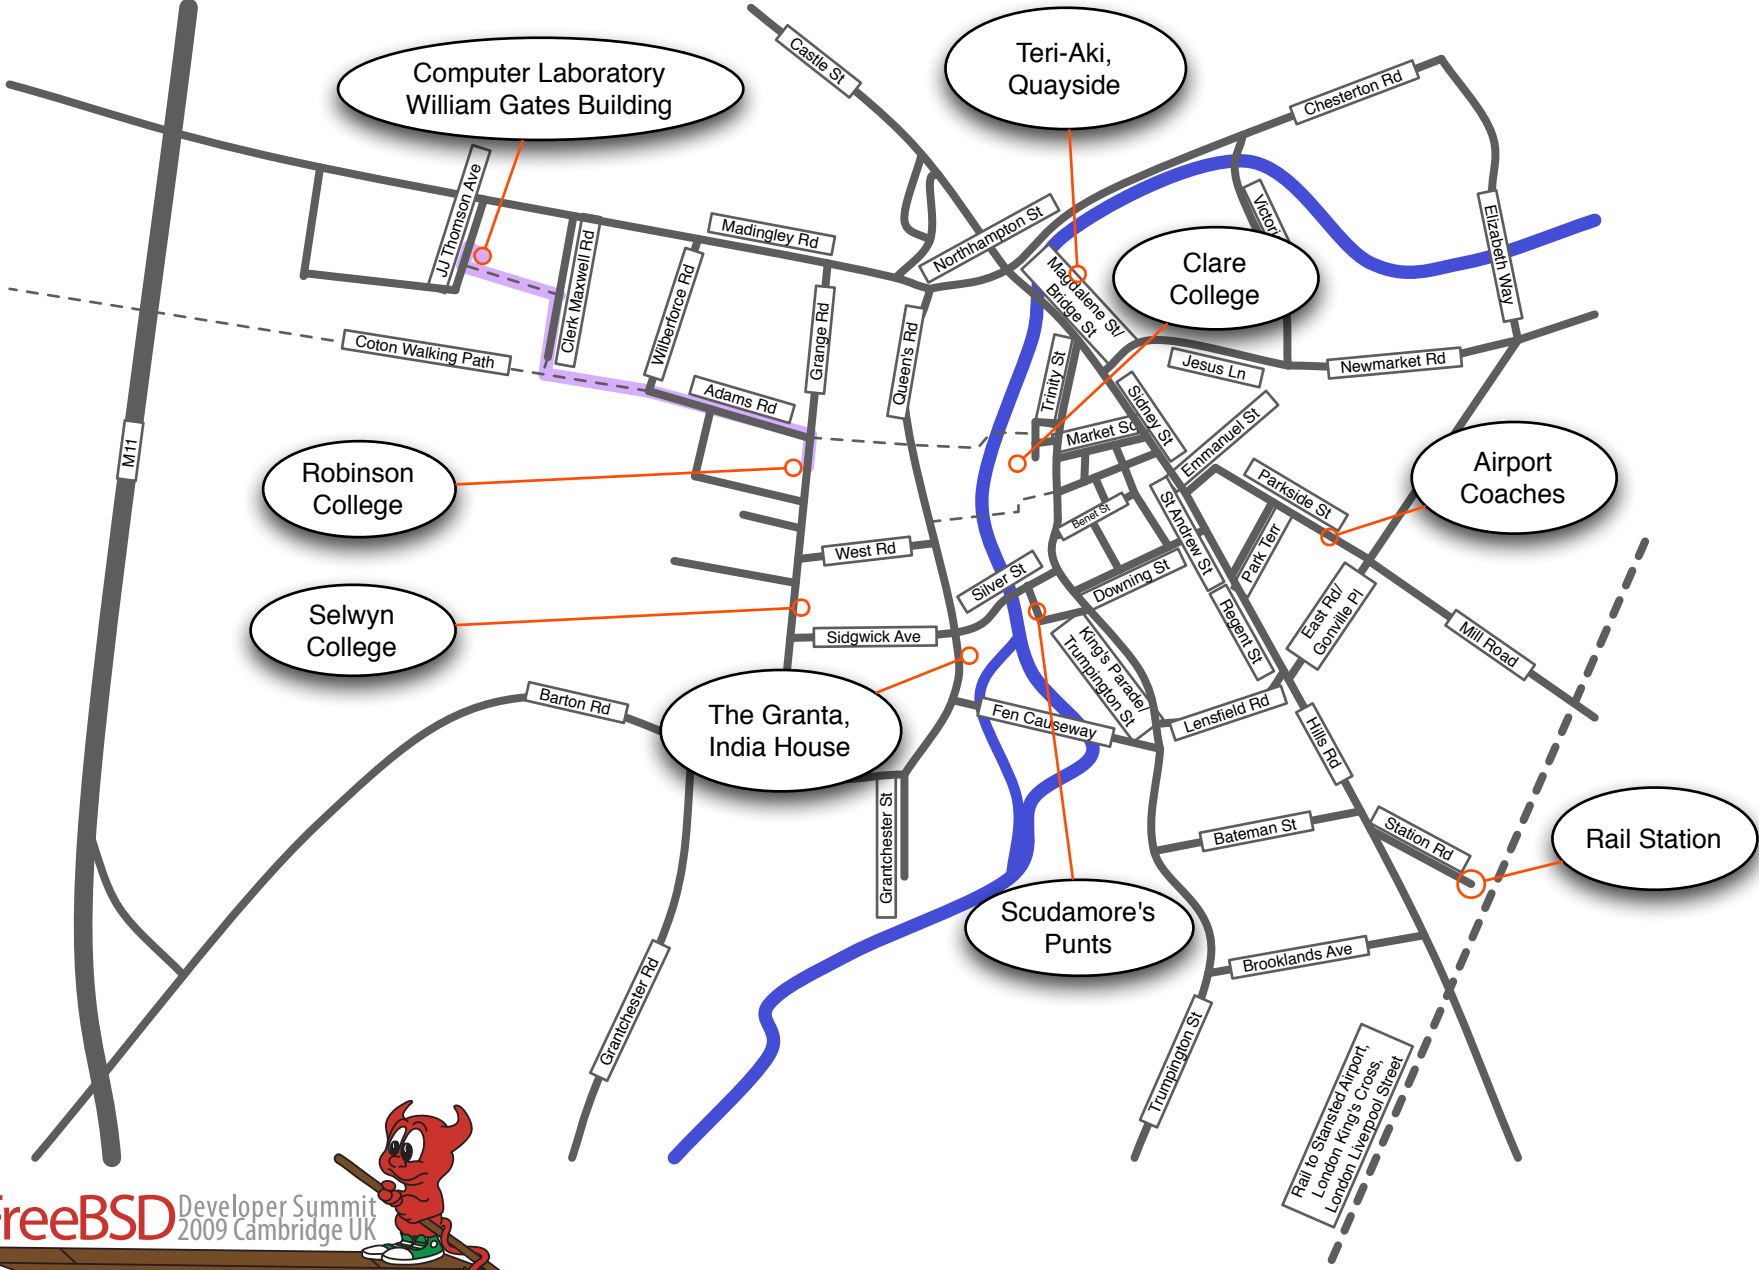 Castle St
Teri-Aki,
Quayside
Computer Laboratory
William Gates Building
Chesterton Rd
JJ Thomson Ave
Madingley Rd
Northhampton St
Elizabeth Way
Clare
College
Clerk Maxwell Rd
Wilberforce Rd
Grange Rd
Queen's Rd
Magdalene St/
Bridge St
Coton Walking Path
Trinity St
Jesus Ln
Newmarket Rd
Adams Rd
Sidney St
Market Sq
Emmanuel St
M11
Robinson
College
Airport
Coaches
Parkside St
Benet St
St Andrew St
Park Terr
West Rd
Silver St
Downing St
East Rd/
Gonville Pl
Regent St
Mill Road
Selwyn
College
Sidgwick Ave
King's Parade/
Trumpington St
Barton Rd
The Granta,
India House
Fen Causeway
Lensfield Rd
Hills Rd
Grantchester St
Bateman St
Station Rd
Rail Station
Scudamore's
Punts
Brooklands Ave
Grantchester Rd
Trumpington St
Rail to Stansted Airport,
London King's Cross,
London Liverpool Street
FreeBSD
Developer Summit
2009 Cambridge UK